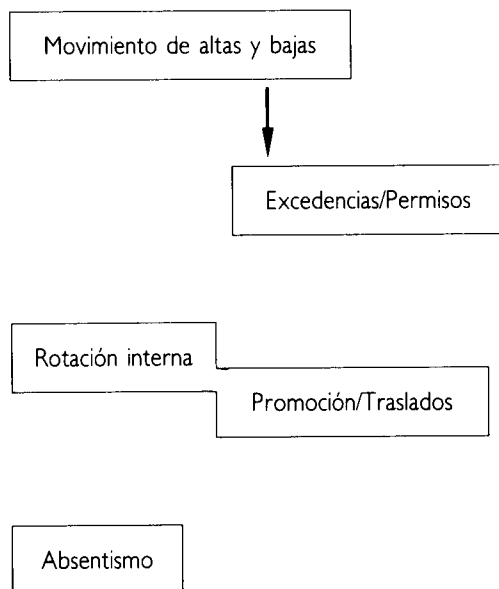 Movimiento de altas y bajas
Excedencias/Permisos
Rotación interna
Promoción/Traslados
Absentismo